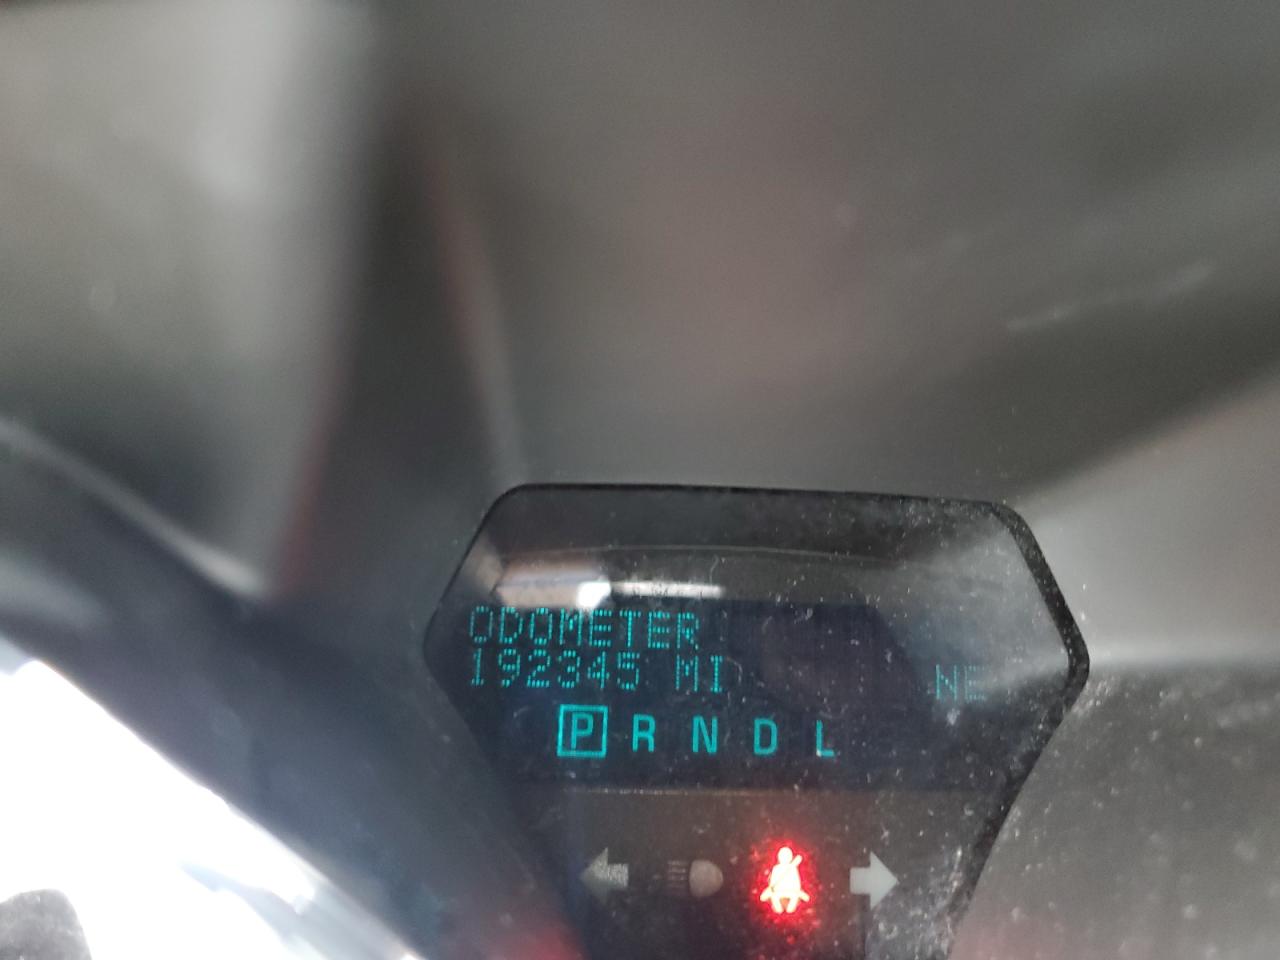 ODOMETER
192345 MI NE
P R N D L